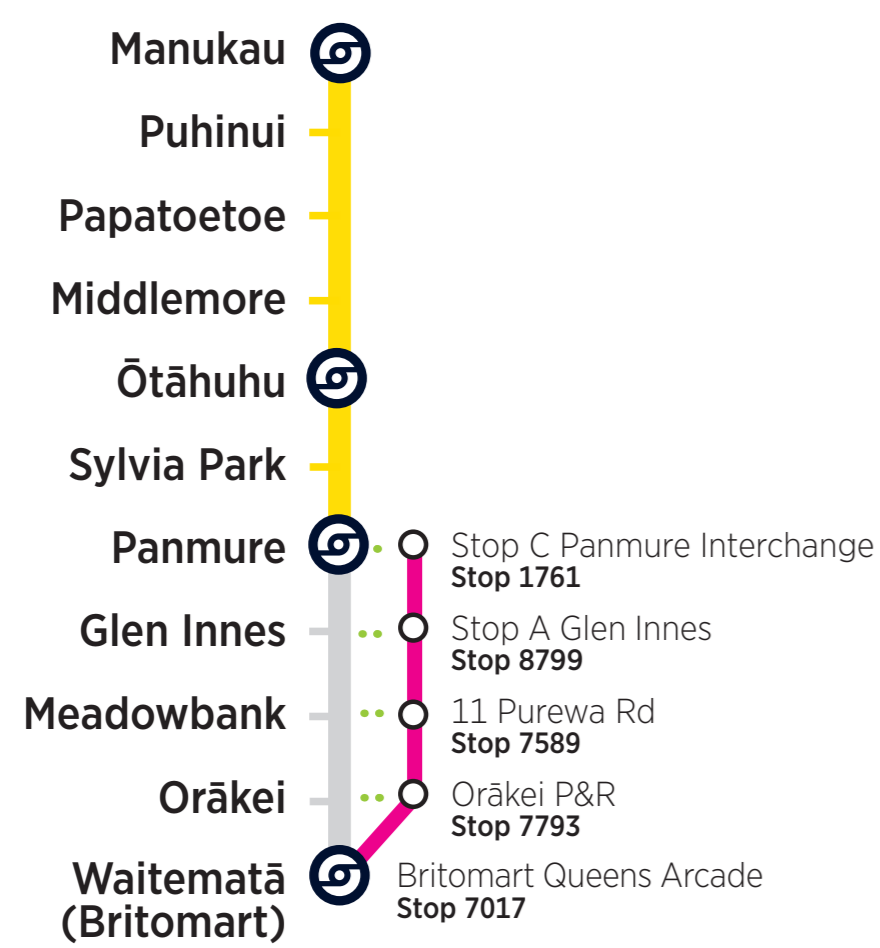 Manukau
Puhinui
Papatoetoe
Middlemore
Ōtāhuhu
Sylvia Park
Panmure
Stop C Panmure Interchange
Stop 1761
Glen Innes
Stop A Glen Innes
Stop 8799
Meadowbank
11 Purewa Rd
Stop 7589
Orākei
Orākei P&R
Stop 7793
Waitematā
(Britomart)
Britomart Queens Arcade
Stop 7017